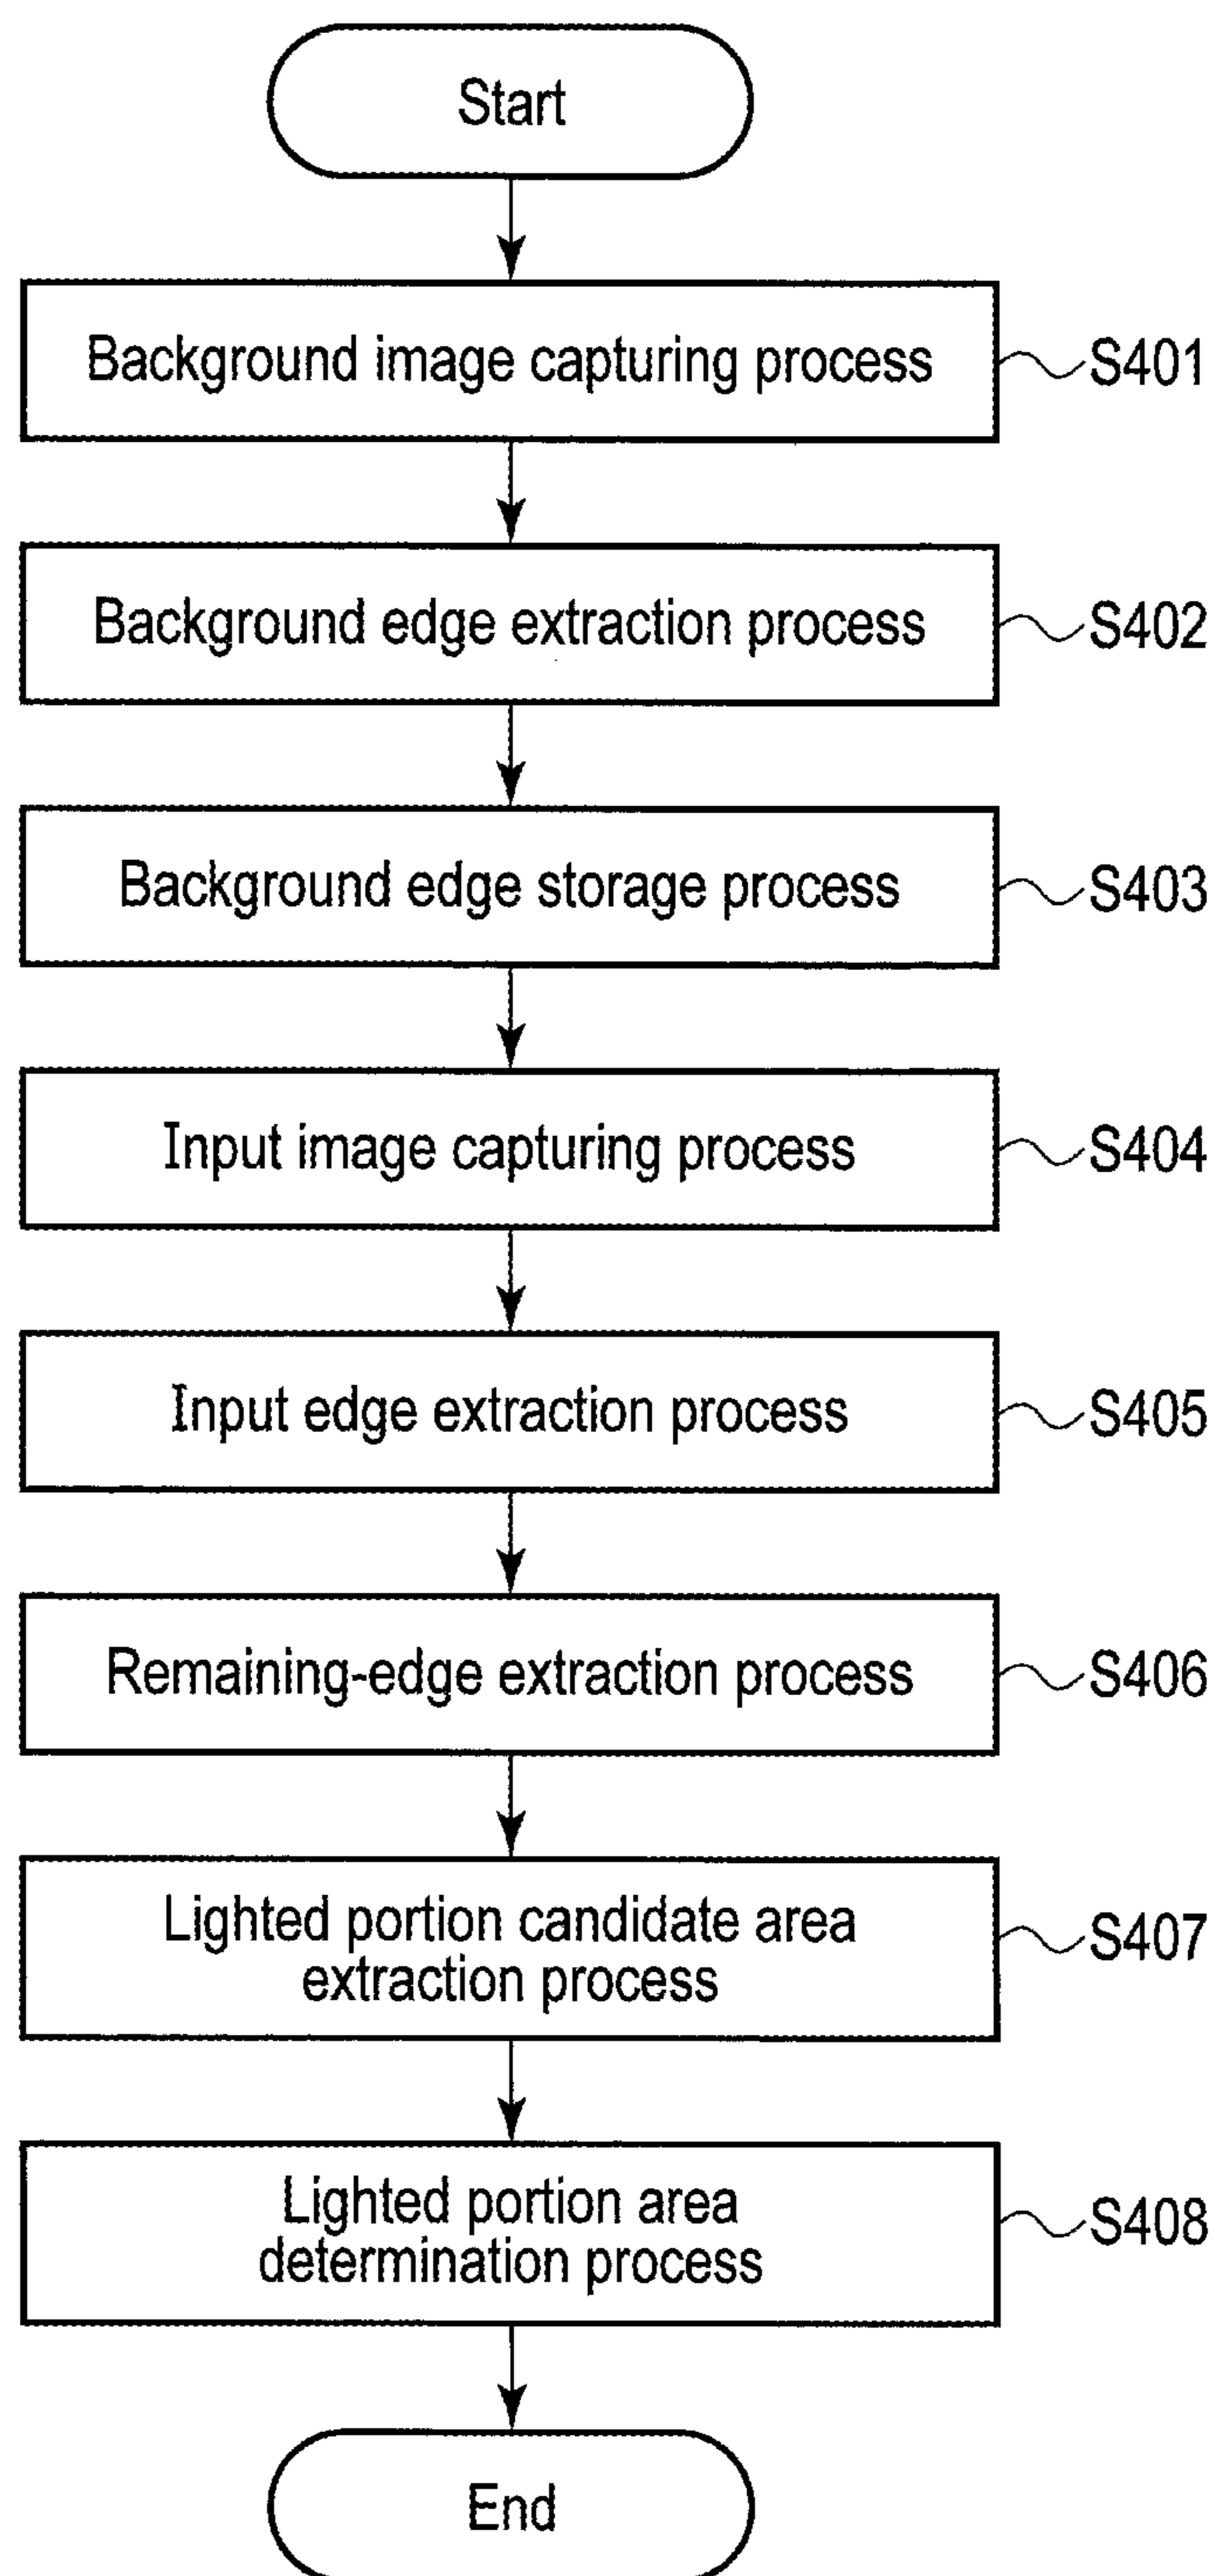 Start
Background image capturing process
S401
Background edge extraction process
S402
Background edge storage process
S403
Input image capturing process
S404
Input edge extraction process
S405
Remaining-edge extraction process
S406
Lighted portion candidate area
extraction process
S407
Lighted portion area
determination process
S408
End